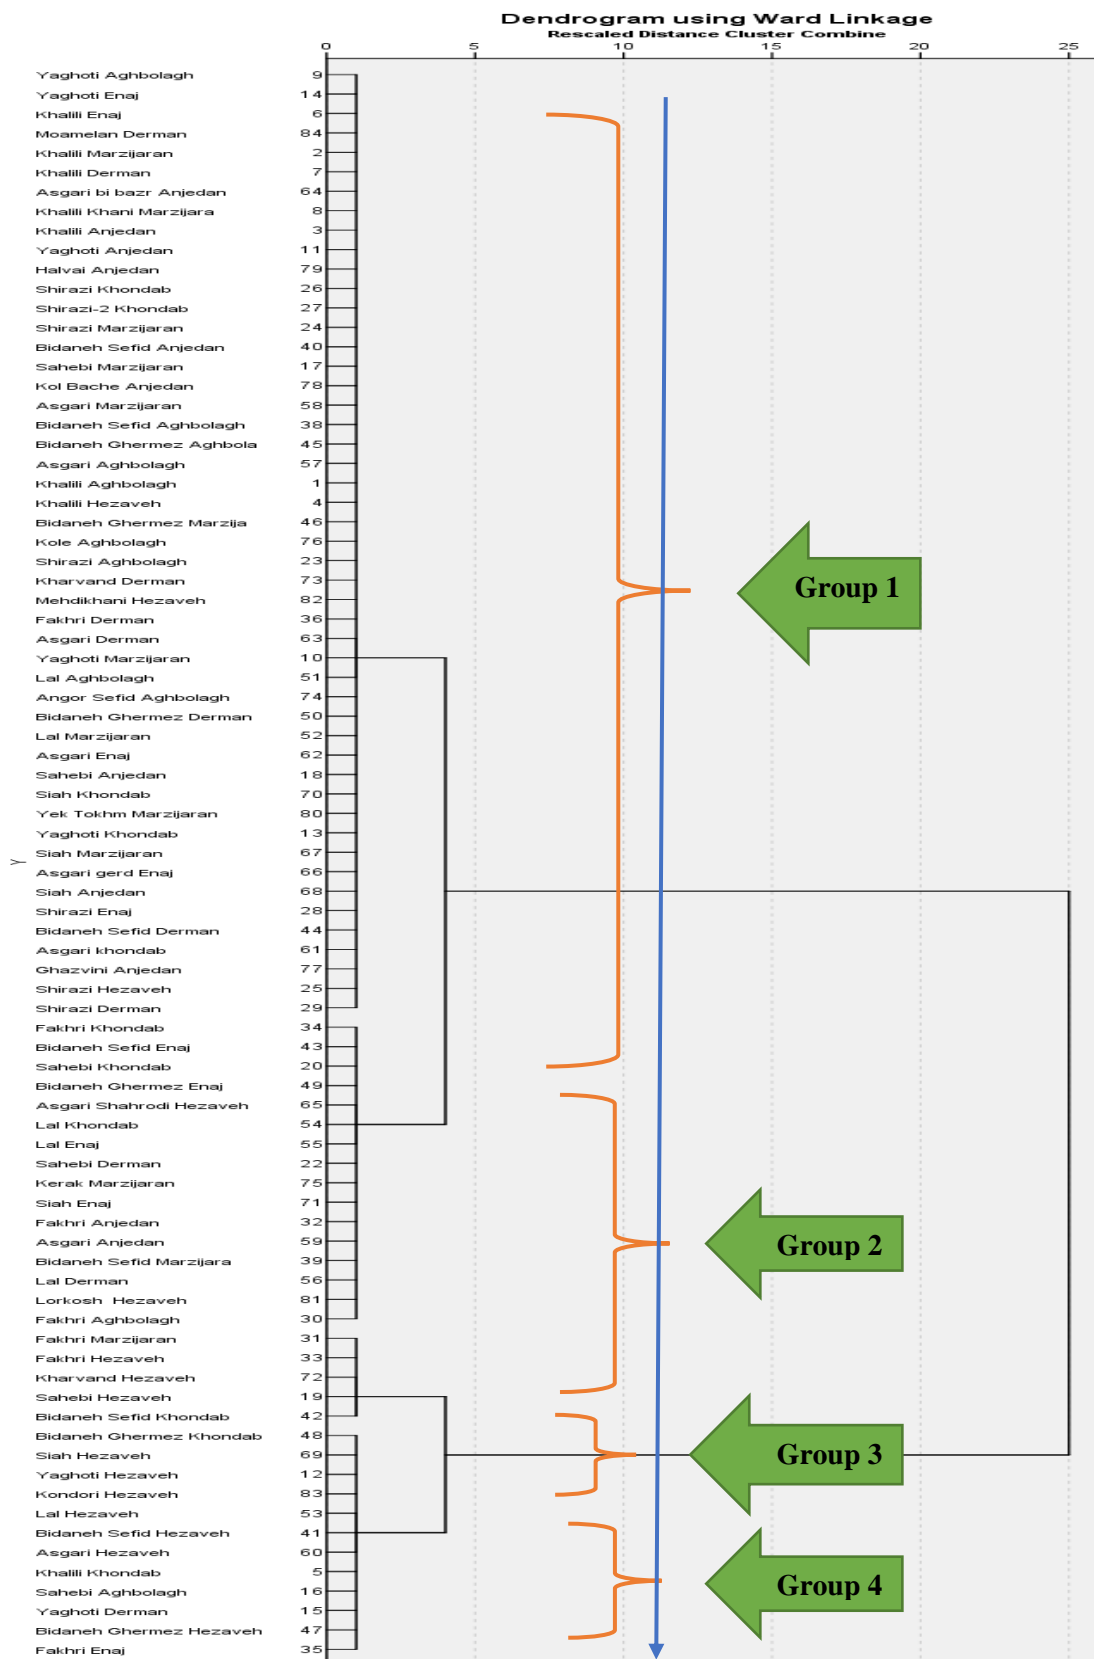 Dendrogram using Ward Linkage
Rescaled Distance Cluster Combine
0 5 10 15 20 25
Yaghoti Aghbolagh 9
Yaghoti Enaj 14
Khalili Enaj 6
Moamelan Derman 84
Khalili Marzijaran 2
Khalili Derman 7
Asgari bi bazr Anjedan 64
Khalili Khani Marzijara 8
Khalili Anjedan 3
Yaghoti Anjedan 11
Halvai Anjedan 79
Shirazi Khondab 26
Shirazi-2 Khondab 27
Shirazi Marzijaran 24
Bidaneh Sefid Anjedan 40
Sahebi Marzijaran 17
Kol Bache Anjedan 78
Asgari Marzijaran 58
Bidaneh Sefid Aghbolagh 38
Bidaneh Ghermez Aghbola 45
Asgari Aghbolagh 57
Khalili Aghbolagh 1
Khalili Hezaveh 4
Bidaneh Ghermez Marzija 46
Kole Aghbolagh 76
Shirazi Aghbolagh 23
Kharvand Derman 73
Mehdikhani Hezaveh 82
Group 1
Fakhri Derman 36
Asgari Derman 63
Yaghoti Marzijaran 10
Lal Aghbolagh 51
Angor Sefid Aghbolagh 74
Bidaneh Ghermez Derman 50
Lal Marzijaran 52
Asgari Enaj 62
Sahebi Anjedan 18
Siah Khondab 70
Yek Tokhm Marzijaran 80
Yaghoti Khondab 13
Siah Marzijaran 67
Y
Asgari gerd Enaj 66
Siah Anjedan 68
Shirazi Enaj 28
Bidaneh Sefid Derman 44
Asgari khondab 61
Ghazvini Anjedan 77
Shirazi Hezaveh 25
Shirazi Derman 29
Fakhri Khondab 34
Bidaneh Sefid Enaj 43
Sahebi Khondab 20
Bidaneh Ghermez Enaj 49
Asgari Shahrodi Hezaveh 65
Lal Khondab 54
Lal Enaj 55
Sahebi Derman 22
Kerak Marzijaran 75
Siah Enaj 71
Fakhri Anjedan 32
Asgari Anjedan 59
Group 2
Bidaneh Sefid Marzijara 39
Lal Derman 56
Lorkosh Hezaveh 81
Fakhri Aghbolagh 30
Fakhri Marzijaran 31
Fakhri Hezaveh 33
Kharvand Hezaveh 72
Sahebi Hezaveh 19
Bidaneh Sefid Khondab 42
Bidaneh Ghermez Khondab 48
Siah Hezaveh 69
Group 3
Yaghoti Hezaveh 12
Kondori Hezaveh 83
Lal Hezaveh 53
Bidaneh Sefid Hezaveh 41
Asgari Hezaveh 60
Khalili Khondab 5
Group 4
Sahebi Aghbolagh 16
Yaghoti Derman 15
Bidaneh Ghermez Hezaveh 47
Fakhri Enaj 35